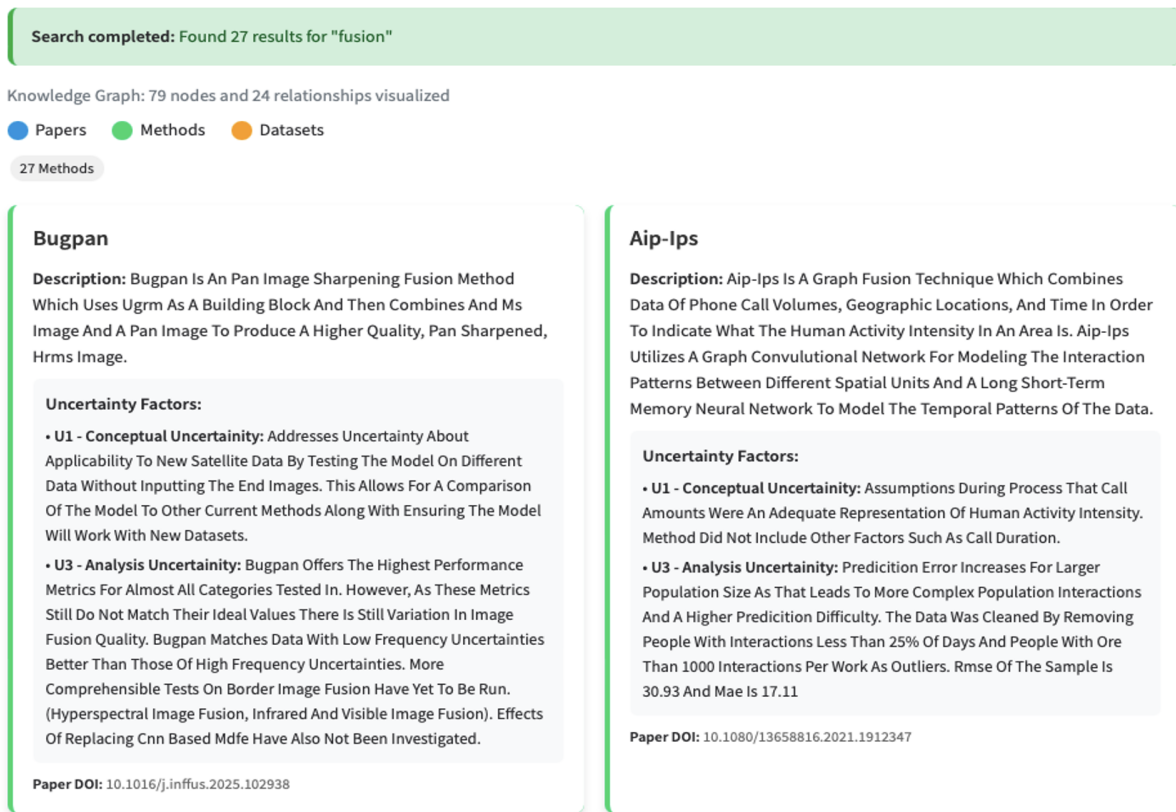 Search completed: Found 27 results for "fusion"
Knowledge Graph: 79 nodes and 24 relationships visualized
Papers Methods Datasets
27 Methods
Bugpan
Description: Bugpan Is An Pan Image Sharpening Fusion Method
Which Uses Ugrm As A Building Block And Then Combines And Ms
Image And A Pan Image To Produce A Higher Quality, Pan Sharpened,
Hrms Image.
Uncertainty Factors:
• U1 - Conceptual Uncertainty: Addresses Uncertainty About
Applicability To New Satellite Data By Testing The Model On Different
Data Without Inputting The End Images. This Allows For A Comparison
Of The Model To Other Current Methods Along With Ensuring The Model
Will Work With New Datasets.
• U3 - Analysis Uncertainty: Bugpan Offers The Highest Performance
Metrics For Almost All Categories Tested In. However, As These Metrics
Still Do Not Match Their Ideal Values There Is Still Variation In Image
Fusion Quality. Bugpan Matches Data With Low Frequency Uncertainties
Better Than Those Of High Frequency Uncertainties. More
Comprehensible Tests On Border Image Fusion Have Yet To Be Run.
(Hyperspectral Image Fusion, Infrared And Visible Image Fusion). Effects
Of Replacing Cnn Based Mdfe Have Also Not Been Investigated.
Paper DOI: 10.1016/j.inffus.2025.102938
Aip-Ips
Description: Aip-Ips Is A Graph Fusion Technique Which Combines
Data Of Phone Call Volumes, Geographic Locations, And Time In Order
To Indicate What The Human Activity Intensity In An Area Is. Aip-Ips
Utilizes A Graph Convulutional Network For Modeling The Interaction
Patterns Between Different Spatial Units And A Long Short-Term
Memory Neural Network To Model The Temporal Patterns Of The Data.
Uncertainty Factors:
• U1 - Conceptual Uncertainty: Assumptions During Process That Call
Amounts Were An Adequate Representation Of Human Activity Intensity.
Method Did Not Include Other Factors Such As Call Duration.
• U3 - Analysis Uncertainty: Predicition Error Increases For Larger
Population Size As That Leads To More Complex Population Interactions
And A Higher Predicition Difficulty. The Data Was Cleaned By Removing
People With Interactions Less Than 25% Of Days And People With Ore
Than 1000 Interactions Per Work As Outliers. Rmse Of The Sample Is
30.93 And Mae Is 17.11
Paper DOI: 10.1080/13658816.2021.1912347